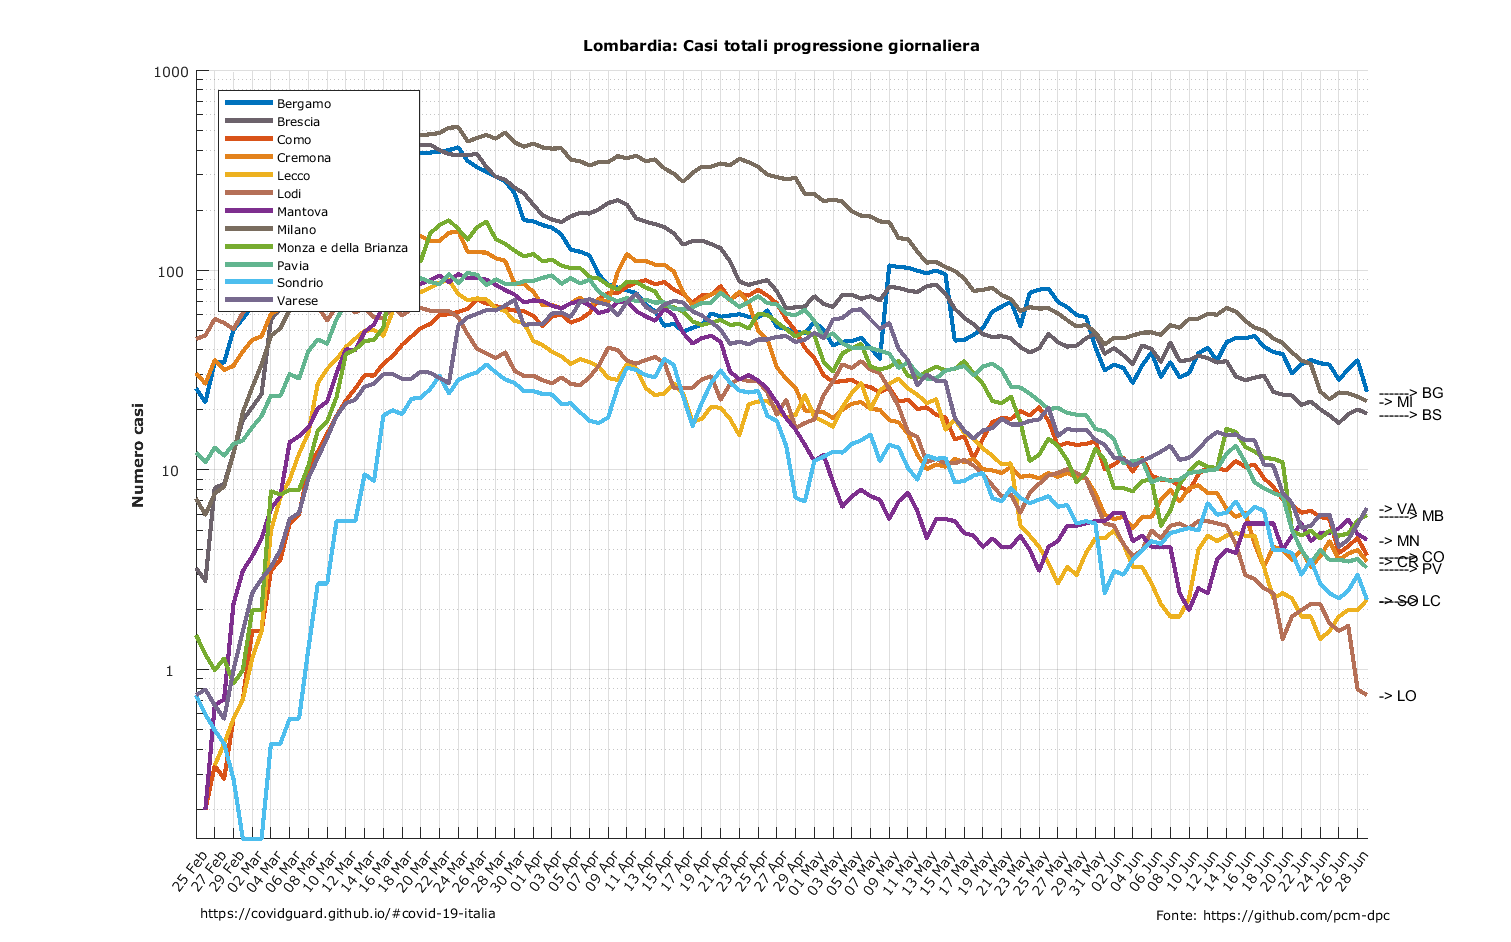 Lombardia: Casi totali progressione giornaliera
Numero casi
1000
100
10
1
Bergamo
Brescia
Como
Cremona
Lecco
Lodi
Mantova
Milano
Monza e della Brianza
Pavia
Sondrio
Varese
-----> BG
-> MI
-----> BS
-> VA
-----> MB
-> MN
-----> CO
-> CR
-----> PV
-> SO
-----> LC
-> LO
25 Feb
27 Feb
29 Feb
02 Mar
04 Mar
06 Mar
08 Mar
10 Mar
12 Mar
14 Mar
16 Mar
18 Mar
20 Mar
22 Mar
24 Mar
26 Mar
28 Mar
30 Mar
01 Apr
03 Apr
05 Apr
07 Apr
09 Apr
11 Apr
13 Apr
15 Apr
17 Apr
19 Apr
21 Apr
23 Apr
25 Apr
27 Apr
29 Apr
01 May
03 May
05 May
07 May
09 May
11 May
13 May
15 May
17 May
19 May
21 May
23 May
25 May
27 May
29 May
31 May
02 Jun
04 Jun
06 Jun
08 Jun
10 Jun
12 Jun
14 Jun
16 Jun
18 Jun
20 Jun
22 Jun
24 Jun
26 Jun
28 Jun
https://covidguard.github.io/#covid-19-italia
Fonte: https://github.com/pcm-dpc